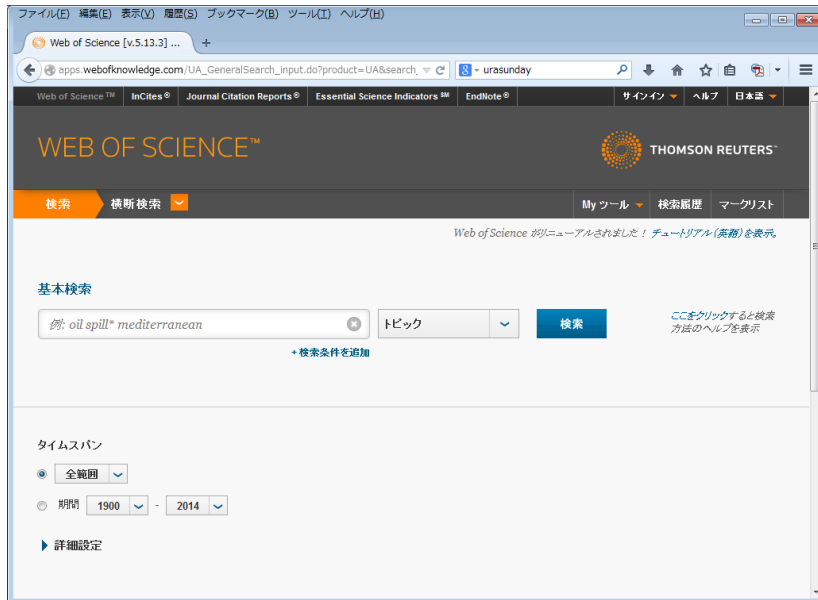 ファイル(F) 編集(E) 表示(V) 履歴(S) ブックマーク(B) ツール(T) ヘルプ(H)
Web of Science [v.5.13.3] ... +
apps.webofknowledge.com/UA_GeneralSearch_input.do?product=UA&search_ 8 urasunday
Web of Science™ InCites® Journal Citation Reports® Essential Science Indicators℠ EndNote® サインイン ヘルプ 日本語
WEB OF SCIENCE™ THOMSON REUTERS™
検索 横断検索 My ツール 検索履歴 マークリスト
Web of Science がリニューアルされました！ チュートリアル(英語)を表示。
基本検索
例: oil spill* mediterranean トピック 検索 ここをクリックすると検索
方法のヘルプを表示
+検索条件を追加
タイムスパン
全範囲
期間 1900 - 2014
詳細設定